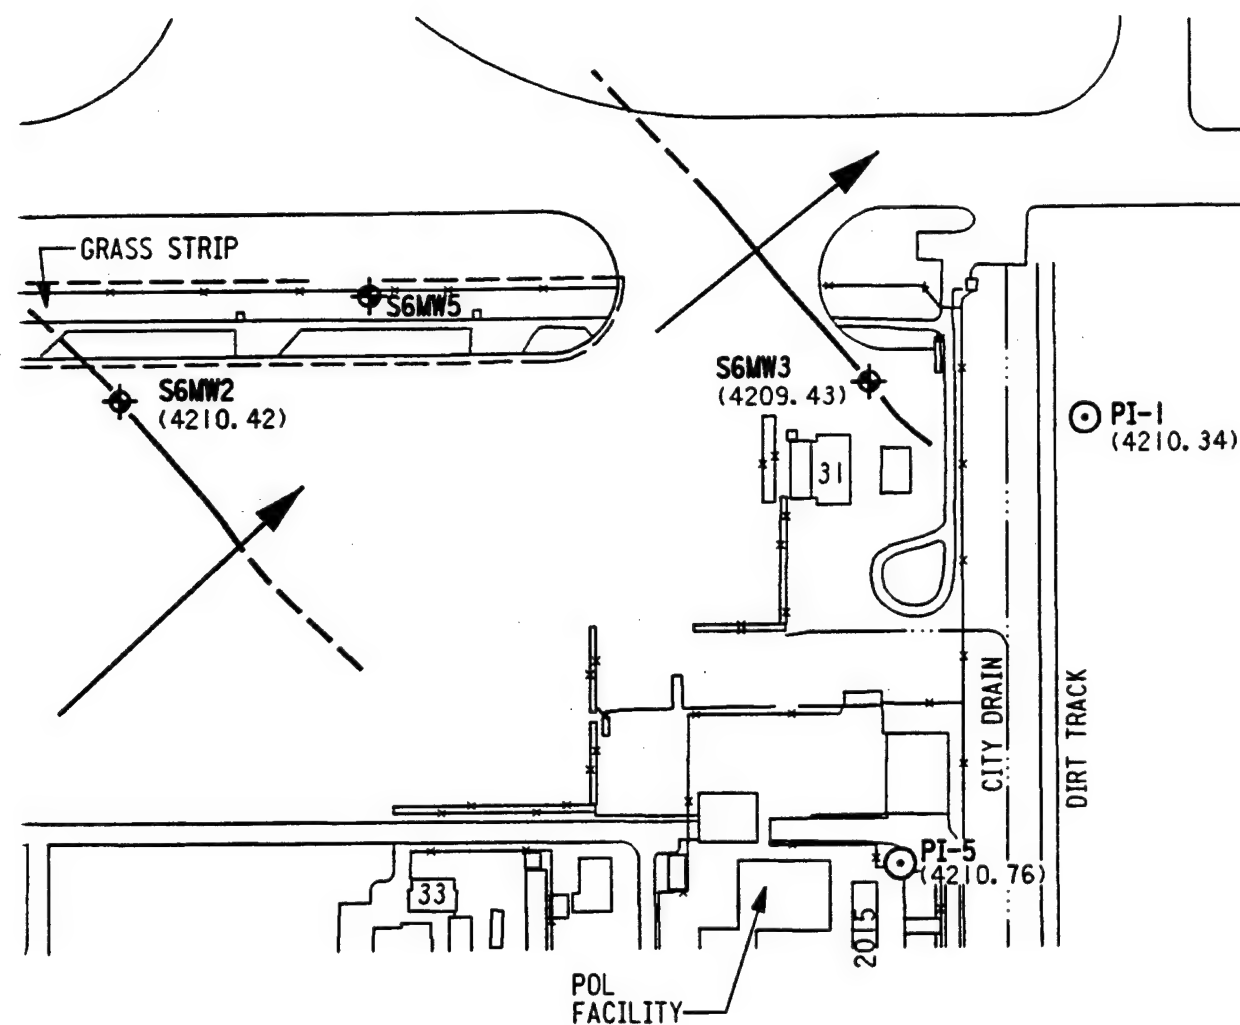 GRASS STRIP
S6MW5
S6MW2
(4210.42)
S6MW3
(4209.43)
PI-1
(4210.34)
31
CITY DRAIN
DIRT TRACK
PI-5
(4210.76)
33
2015
POL
FACILITY